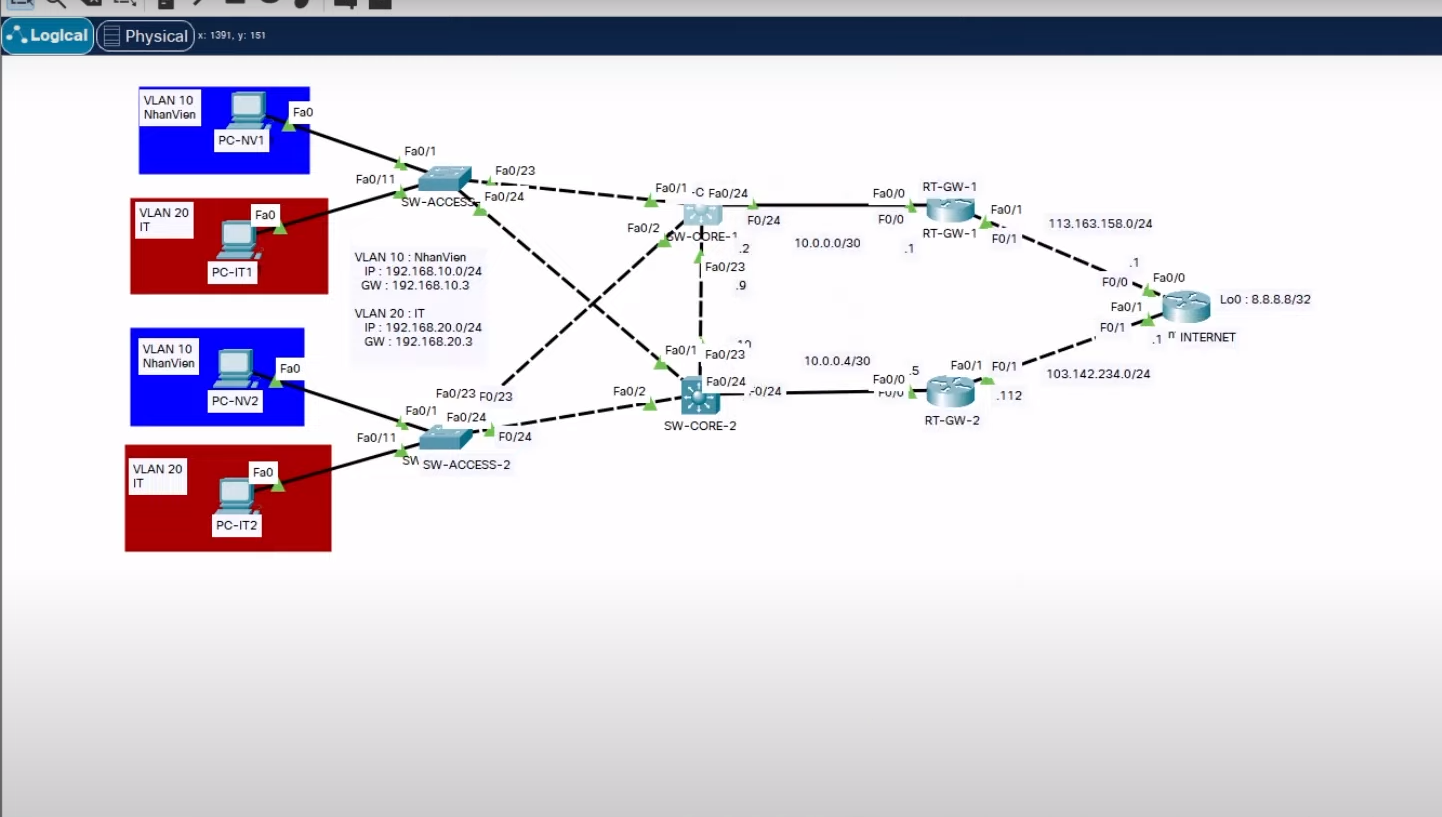 Logical
Physical
x: 1391, y: 151
VLAN 10
NhanVien
Fa0
PC-NV1
VLAN 20
IT
Fa0
PC-IT1
VLAN 10
NhanVien
Fa0
PC-NV2
VLAN 20
IT
Fa0
PC-IT2
Fa0/1
Fa0/11
Fa0/23
Fa0/24
SW-ACCESS-
VLAN 10 : NhanVien
IP : 192.168.10.0/24
GW : 192.168.10.3
VLAN 20 : IT
IP : 192.168.20.0/24
GW : 192.168.20.3
Fa0/23
F0/23
Fa0/1
Fa0/24
Fa0/11
F0/24
SW
SW-ACCESS-2
Fa0/1
-C
Fa0/24
Fa0/2
SW-CORE-1
F0/24
.2
Fa0/23
.9
10.0.0.0/30
.1
Fa0/1
Fa0/23
Fa0/24
Fa0/2
F0/24
SW-CORE-2
10.0.0.4/30
.5
RT-GW-1
Fa0/0
F0/0
RT-GW-1
Fa0/1
F0/1
113.163.158.0/24
.1
Fa0/0
F0/0
Fa0/1
F0/1
.1
Lo0 : 8.8.8.8/32
INTERNET
Fa0/0
F0/0
Fa0/1
F0/1
.112
RT-GW-2
103.142.234.0/24